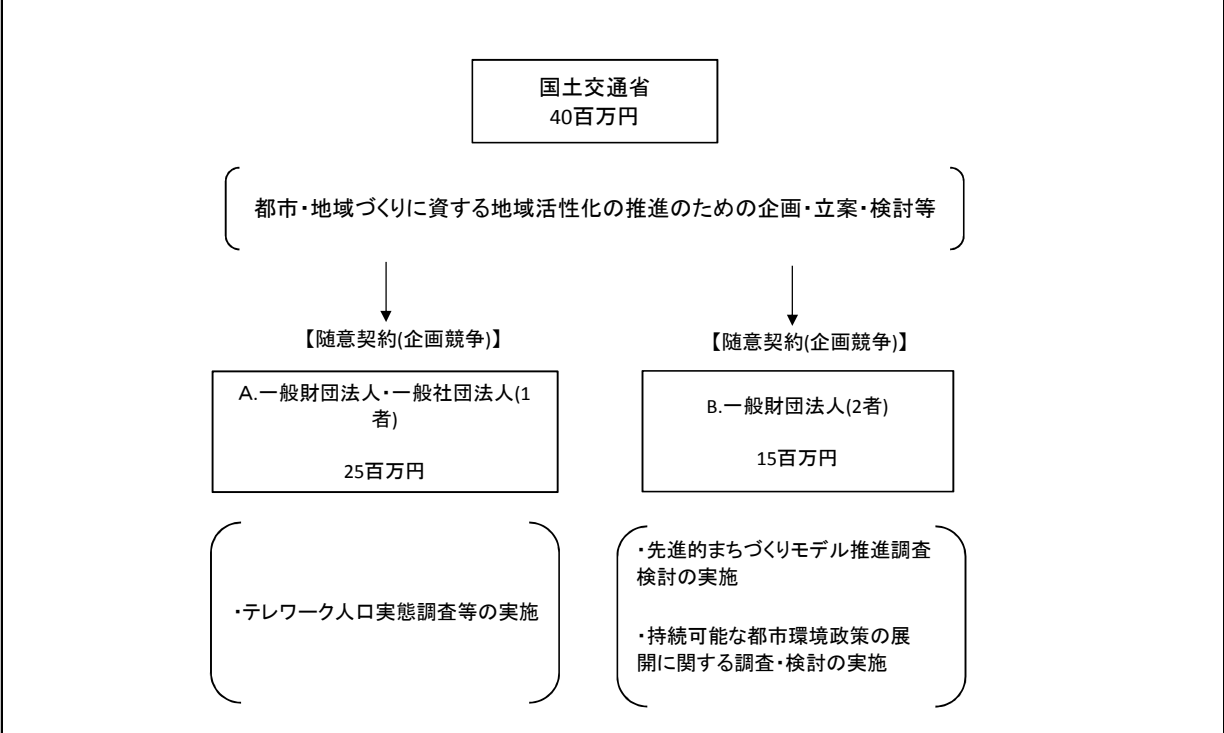 国土交通省
40百万円
都市・地域づくりに資する地域活性化の推進のための企画・立案・検討等
【随意契約(企画競争)】
A.一般財団法人・一般社団法人(1
者)
25百万円
・テレワーク人口実態調査等の実施
【随意契約(企画競争)】
B.一般財団法人(2者)
15百万円
・先進的まちづくりモデル推進調査
検討の実施
・持続可能な都市環境政策の展
開に関する調査・検討の実施